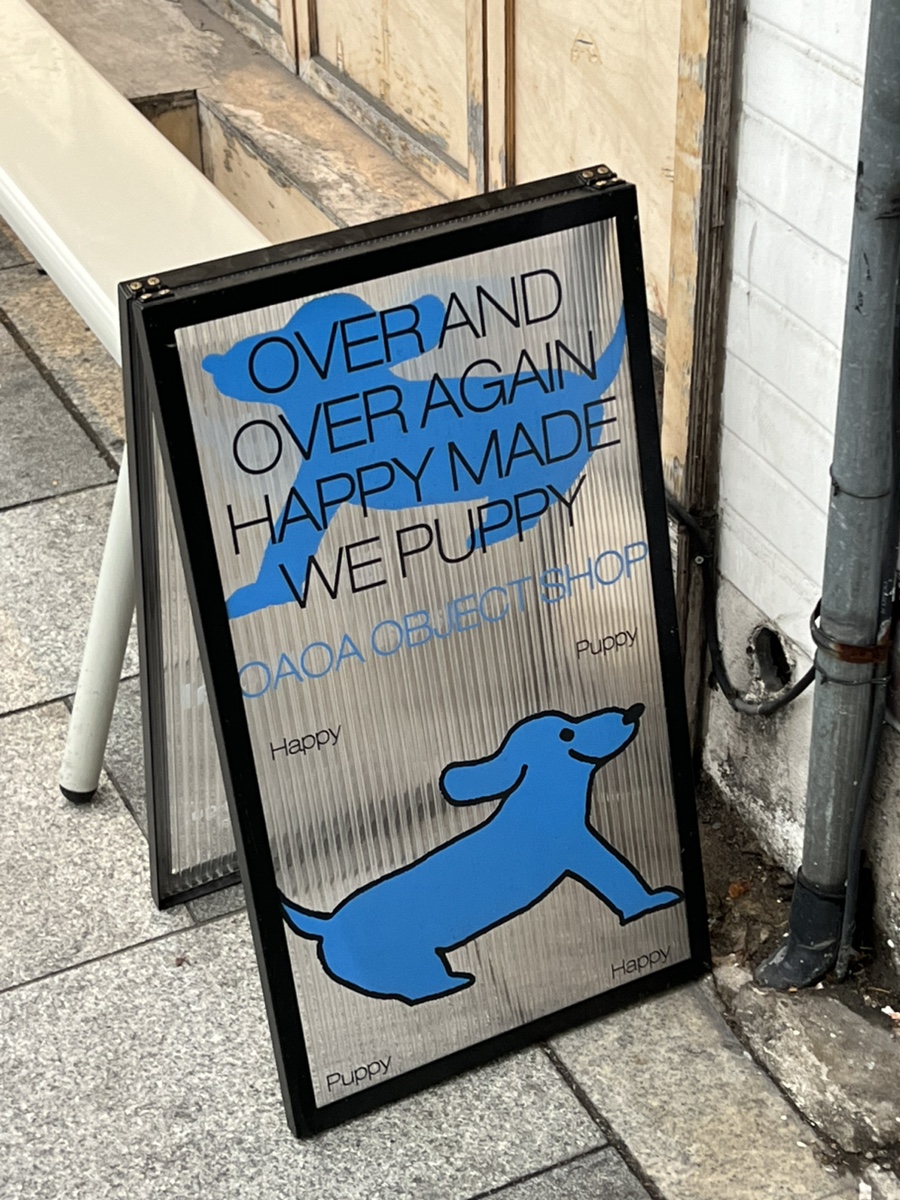 OVER AND
OVER AGAIN
HAPPY MADE
WE PUPPY
OAOA OBJECT SHOP
Puppy
Happy
Happy
Puppy